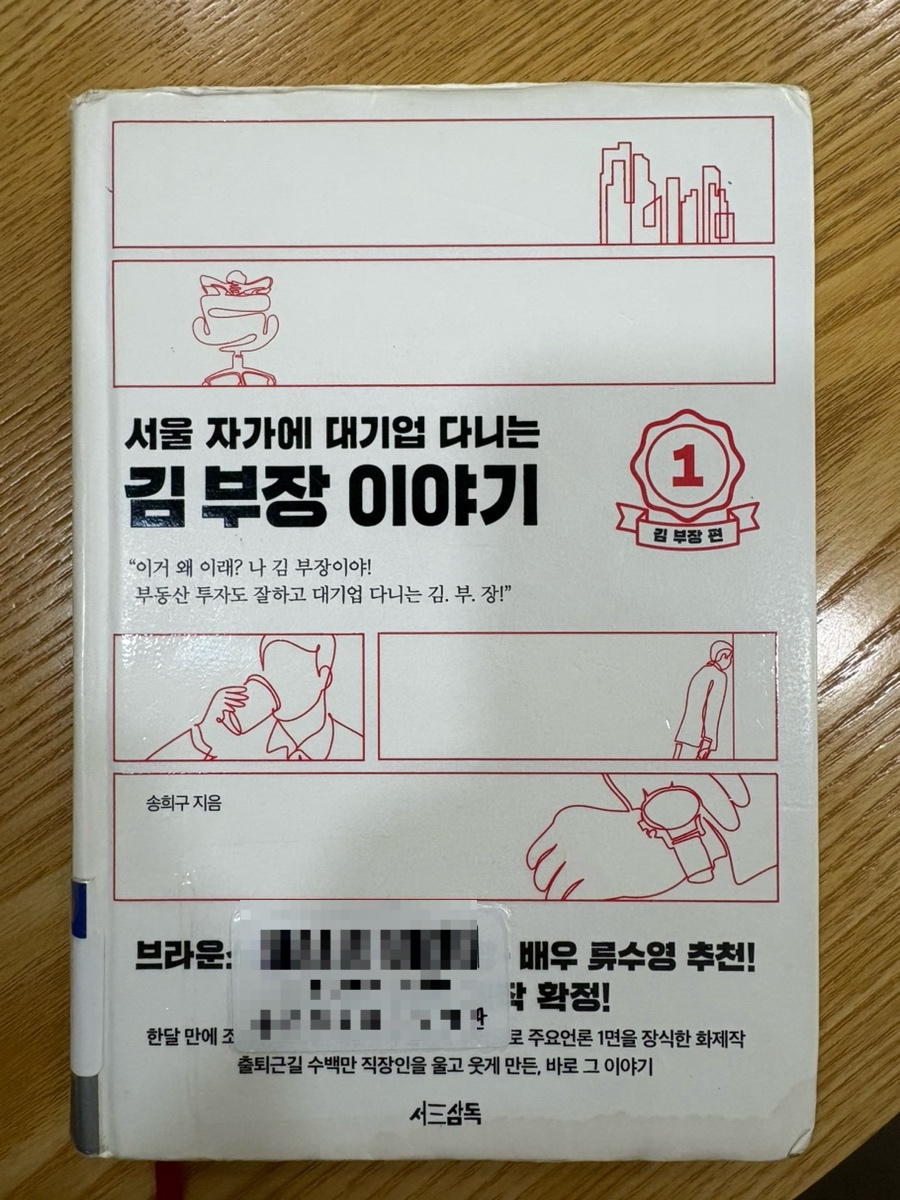 서울 자가에 대기업 다니는
김 부장 이야기
1
김 부장 편
“이거 왜 이래? 나 김 부장이야!
부동산 투자도 잘하고 대기업 다니는 김. 부. 장!”
송희구 지음
배우 류수영 추천!
확정!
한달 만에
주요언론 1면을 장식한 화제작
출퇴근길 수백만 직장인을 울고 웃게 만든, 바로 그 이야기
서삼독